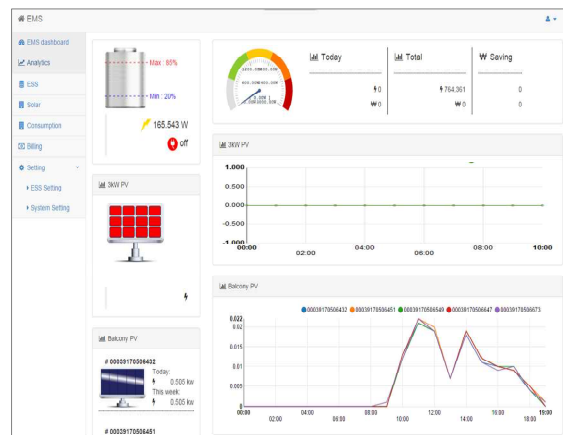 EMS
EMS dashboard
Analytics
ESS
Solar
Consumption
Billing
Setting
ESS Setting
System Setting
Max : 85%
Min : 20%
165.543 W
off
Today
Total
₩ Saving
0
764,361
0
₩ 0
₩ 0
0
3KW PV
3KW PV
1.000
0.500
0.000
-0.500
-1.000
00:00
02:00
04:00
06:00
08:00
10:00
Balcony PV
# 00039170506432
Today:
0.505 kw
This week:
0.505 kw
# 00039170506451
Balcony PV
00039170506432
00039170506451
00039170506549
00039170506647
00039170506673
0.022
0.02
0.015
0.01
0.005
0
00:00
02:00
04:00
06:00
08:00
10:00
12:00
14:00
16:00
18:00
19:00